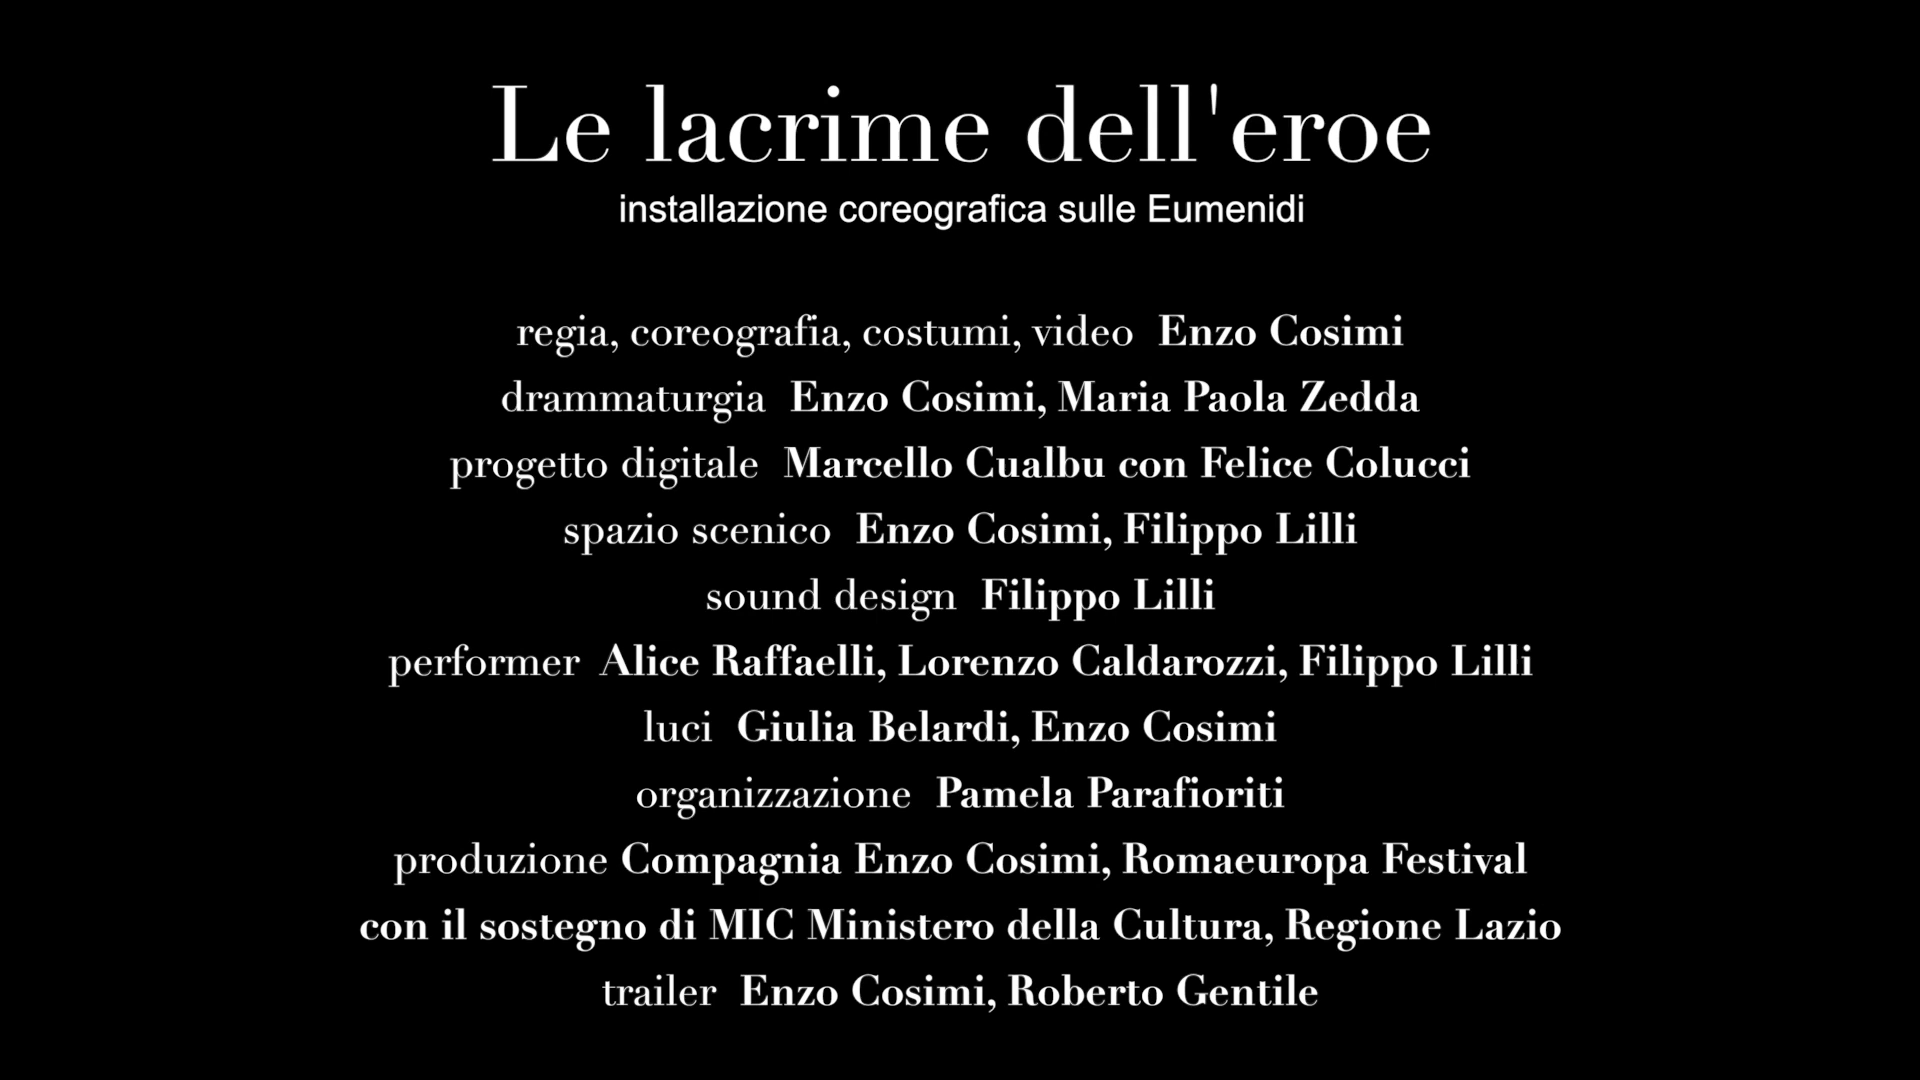 Le lacrime dell'eroe
installazione coreografica sulle Eumenidi
regia, coreografia, costumi, video Enzo Cosimi
drammaturgia Enzo Cosimi, Maria Paola Zedda
progetto digitale Marcello Cualbu con Felice Colucci
spazio scenico Enzo Cosimi, Filippo Lilli
sound design Filippo Lilli
performer Alice Raffaelli, Lorenzo Caldarozzi, Filippo Lilli
luci Giulia Belardi, Enzo Cosimi
organizzazione Pamela Parafioriti
produzione Compagnia Enzo Cosimi, Romaeuropa Festival
con il sostegno di MIC Ministero della Cultura, Regione Lazio
trailer Enzo Cosimi, Roberto Gentile